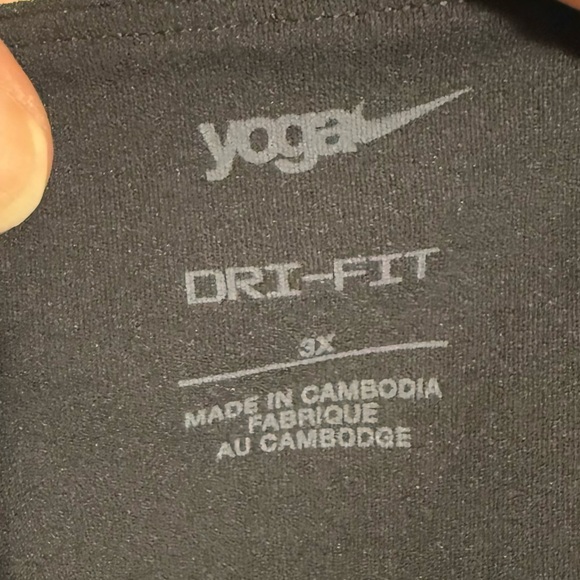 yoga
DRI-FIT
3X
MADE IN CAMBODIA
FABRIQUE
AU CAMBODGE